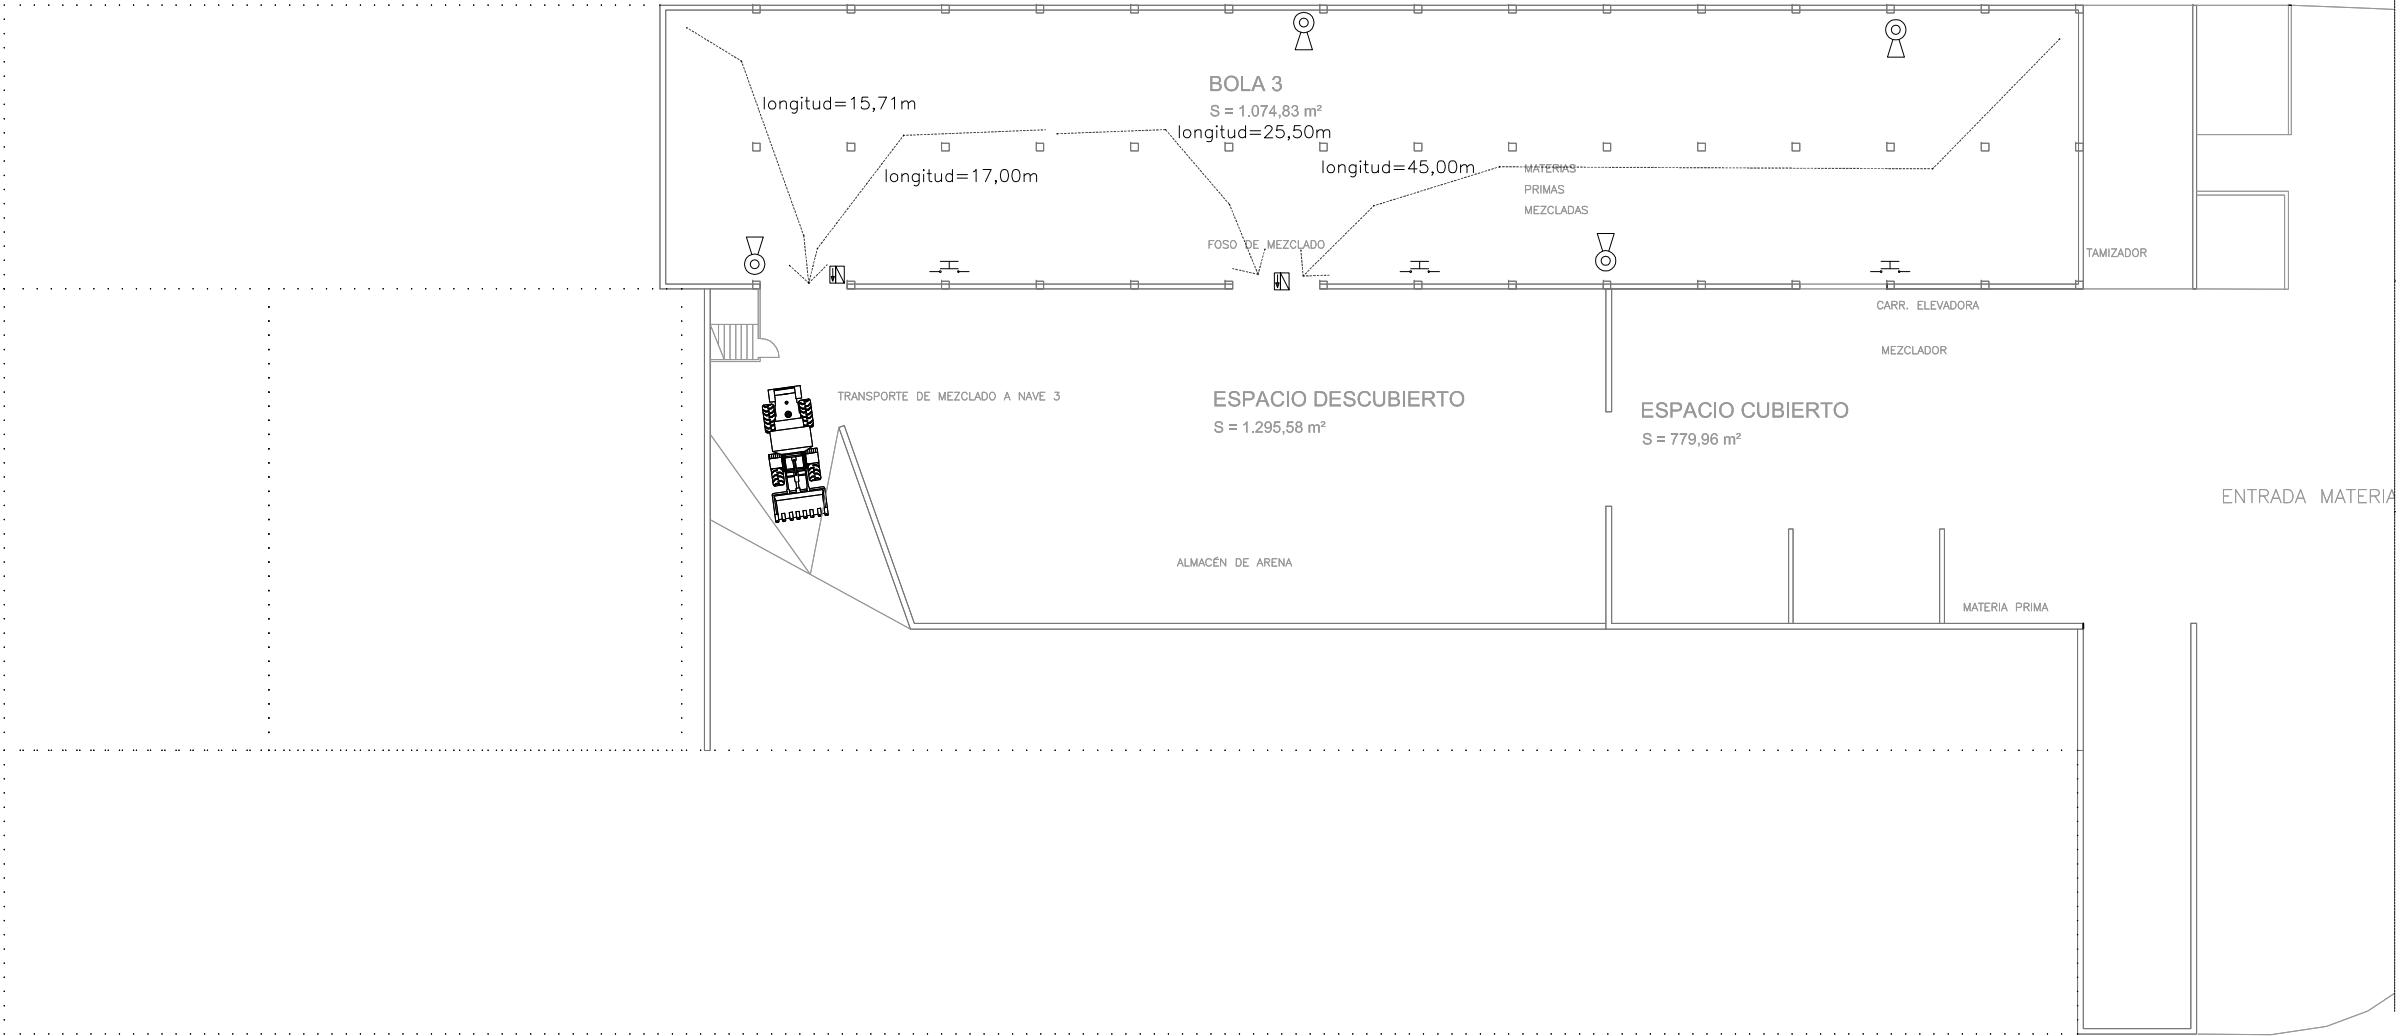 BOLA 3
S = 1.074,83 m²
longitud=15,71m
longitud=25,50m
longitud=17,00m
longitud=45,00m
MATERIAS
PRIMAS
MEZCLADAS
FOSO DE MEZCLADO
TAMIZADOR
CARR. ELEVADORA
MEZCLADOR
TRANSPORTE DE MEZCLADO A NAVE 3
ESPACIO DESCUBIERTO
S = 1.295,58 m²
ESPACIO CUBIERTO
S = 779,96 m²
ENTRADA MATERIA
ALMACÉN DE ARENA
MATERIA PRIMA